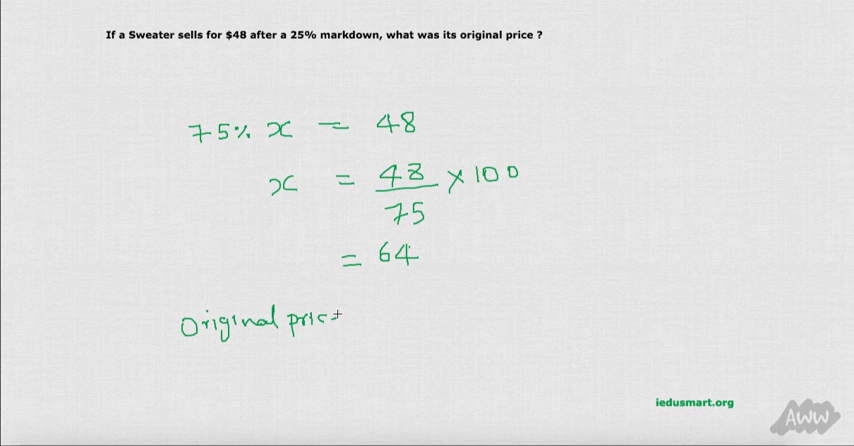 If a Sweater sells for $48 after a 25% markdown, what was its original price ?
75% x = 48
x = 48/75 × 100
= 64
Original pric
iedusmart.org
AWW